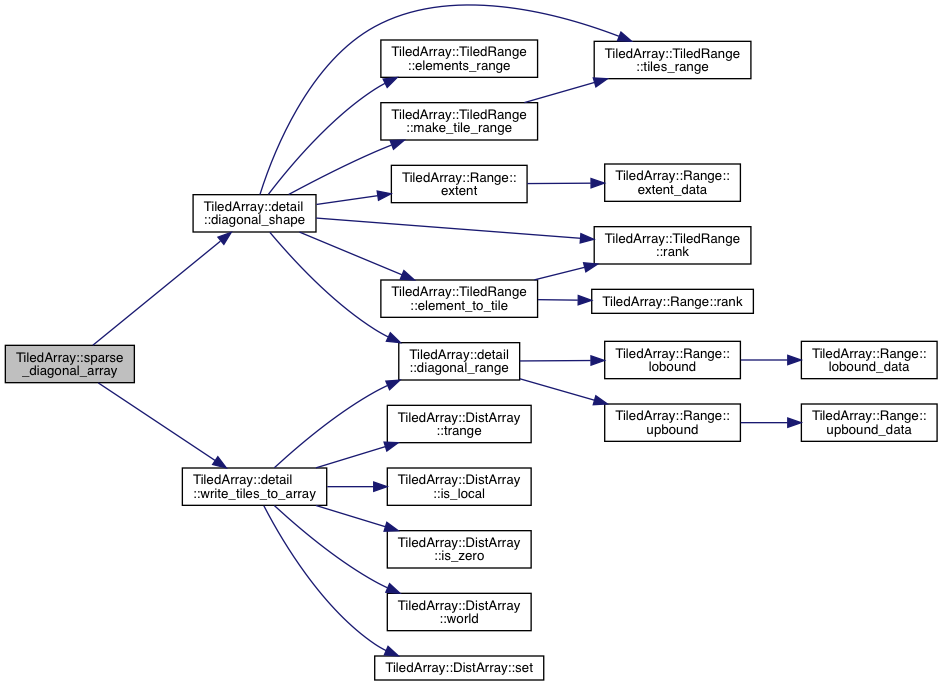 TiledArray::sparse
_diagonal_array
TiledArray::detail
::diagonal_shape
TiledArray::TiledRange
::elements_range
TiledArray::TiledRange
::tiles_range
TiledArray::TiledRange
::make_tile_range
TiledArray::Range::
extent
TiledArray::Range::
extent_data
TiledArray::TiledRange
::rank
TiledArray::TiledRange
::element_to_tile
TiledArray::Range::rank
TiledArray::detail
::diagonal_range
TiledArray::Range::
lobound
TiledArray::Range::
lobound_data
TiledArray::Range::
upbound
TiledArray::Range::
upbound_data
TiledArray::detail
::write_tiles_to_array
TiledArray::DistArray
::trange
TiledArray::DistArray
::is_local
TiledArray::DistArray
::is_zero
TiledArray::DistArray
::world
TiledArray::DistArray::set